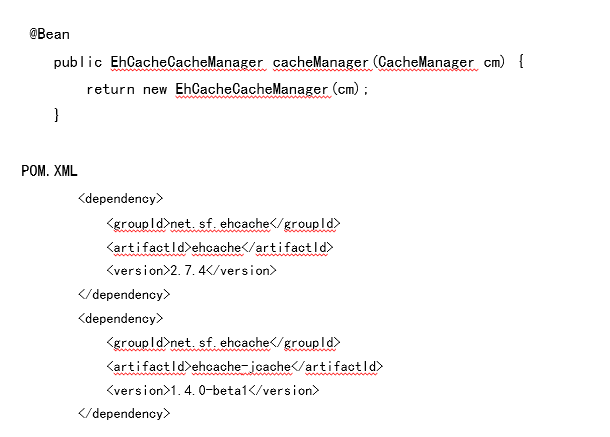 @Bean
public EhCacheCacheManager cacheManager(CacheManager cm) {
return new EhCacheCacheManager(cm);
}
POM.XML
<dependency>
<groupId>net.sf.ehcache</groupId>
<artifactId>ehcache</artifactId>
<version>2.7.4</version>
</dependency>
<dependency>
<groupId>net.sf.ehcache</groupId>
<artifactId>ehcache-jcache</artifactId>
<version>1.4.0-beta1</version>
</dependency>